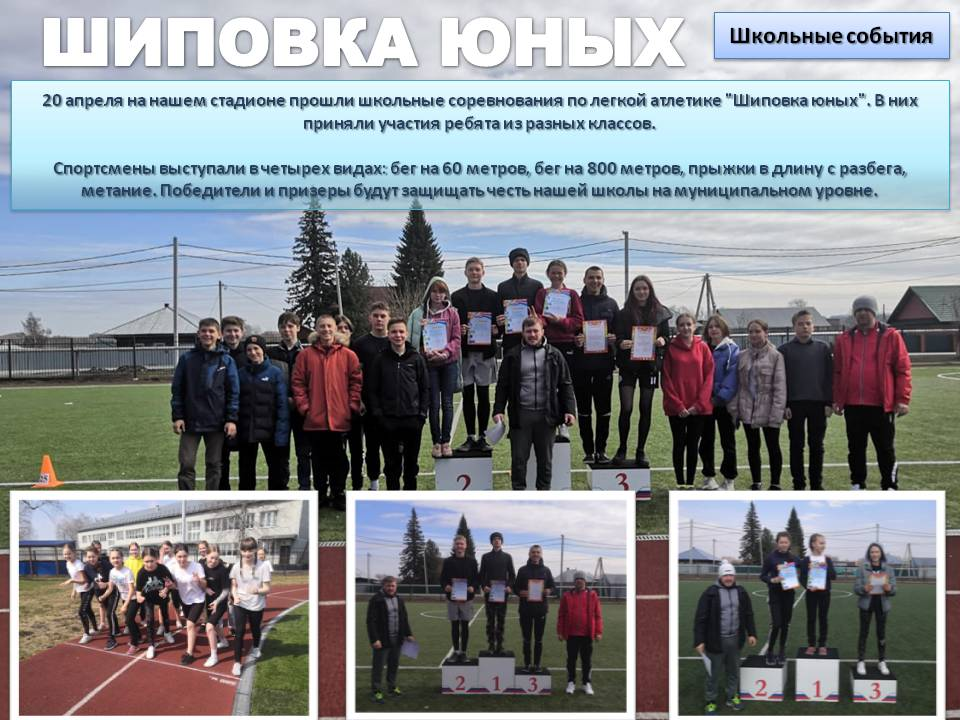 ШИПОВКА ЮНЫХ
Школьные события
20 апреля на нашем стадионе прошли школьные соревнования по легкой атлетике "Шиповка юных". В них
приняли участия ребята из разных классов.
Спортсмены выступали в четырех видах: бег на 60 метров, бег на 800 метров, прыжки в длину с разбега,
метание. Победители и призеры будут защищать честь нашей школы на муниципальном уровне.
2 3
2 1 3
2 1 3